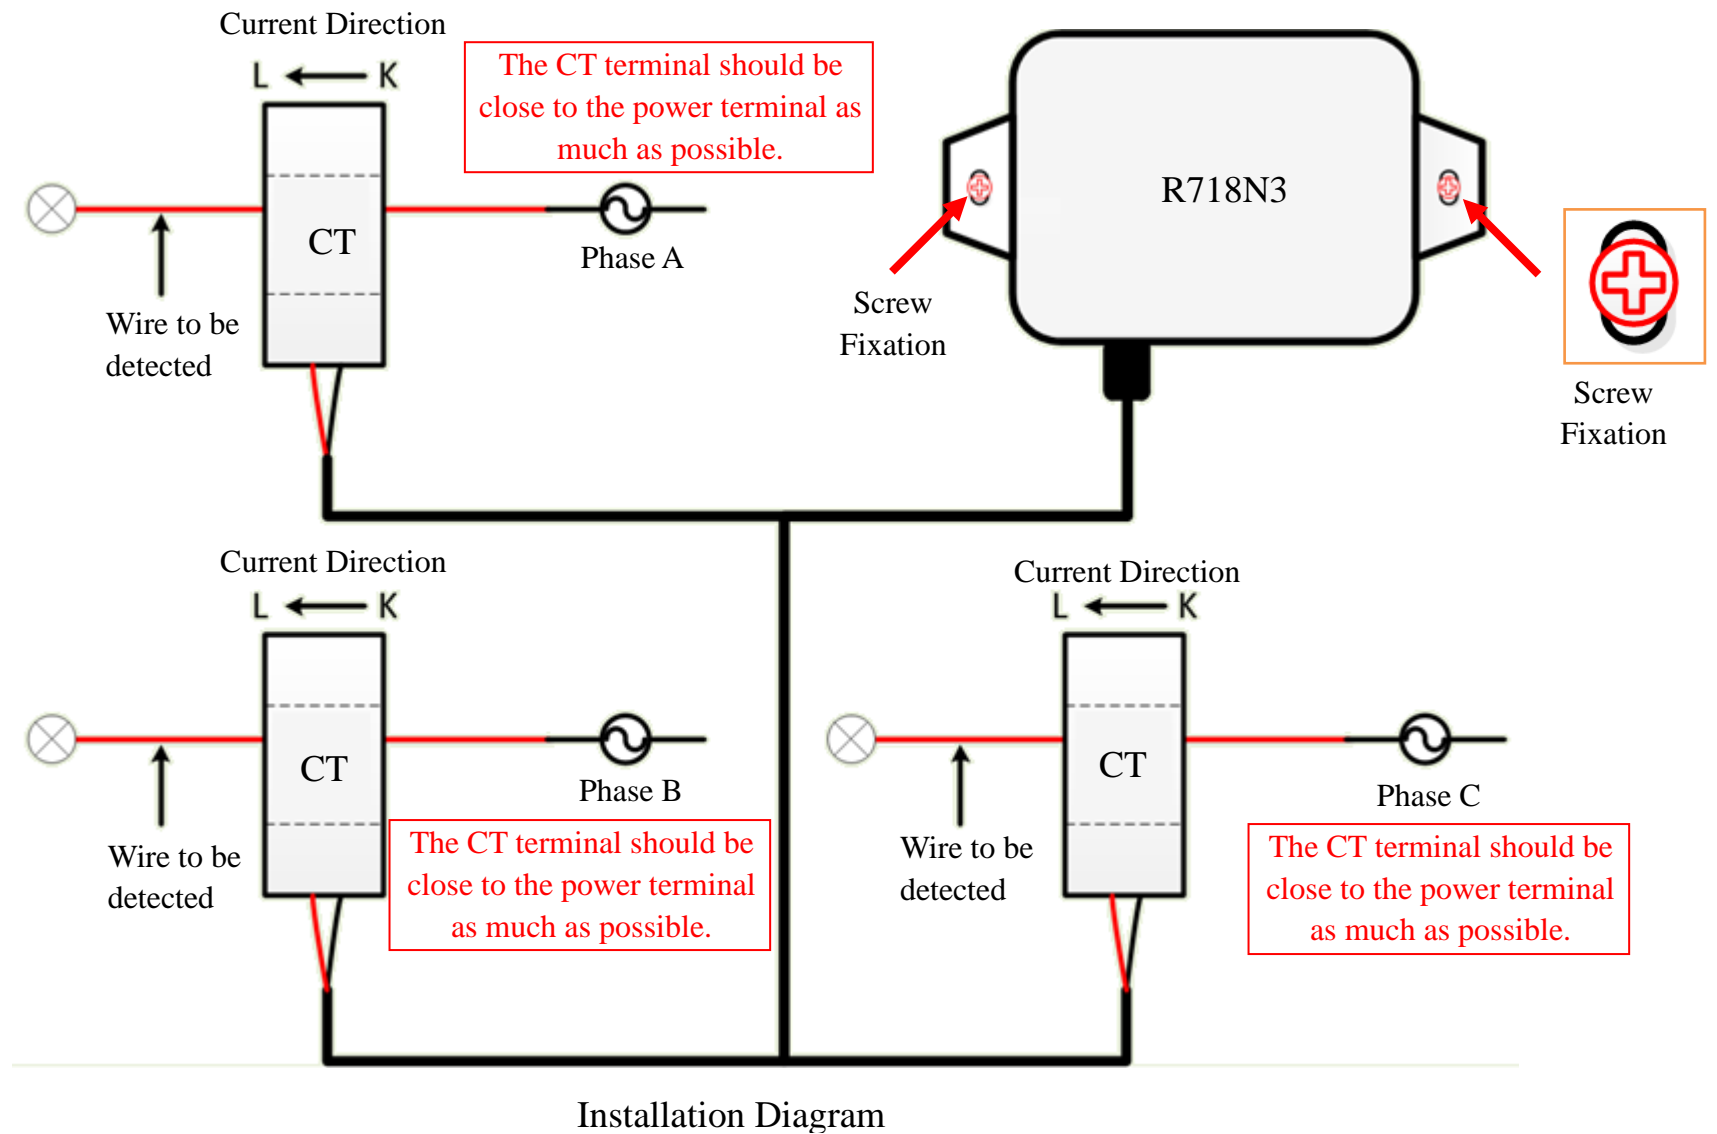 Current Direction
L K
The CT terminal should be
close to the power terminal as
much as possible.
CT
Phase A
Wire to be
detected
R718N3
Screw
Fixation
Screw
Fixation
Current Direction
L K
CT
Phase B
Wire to be
detected
The CT terminal should be
close to the power terminal
as much as possible.
Current Direction
L K
CT
Phase C
Wire to be
detected
The CT terminal should be
close to the power terminal
as much as possible.
Installation Diagram